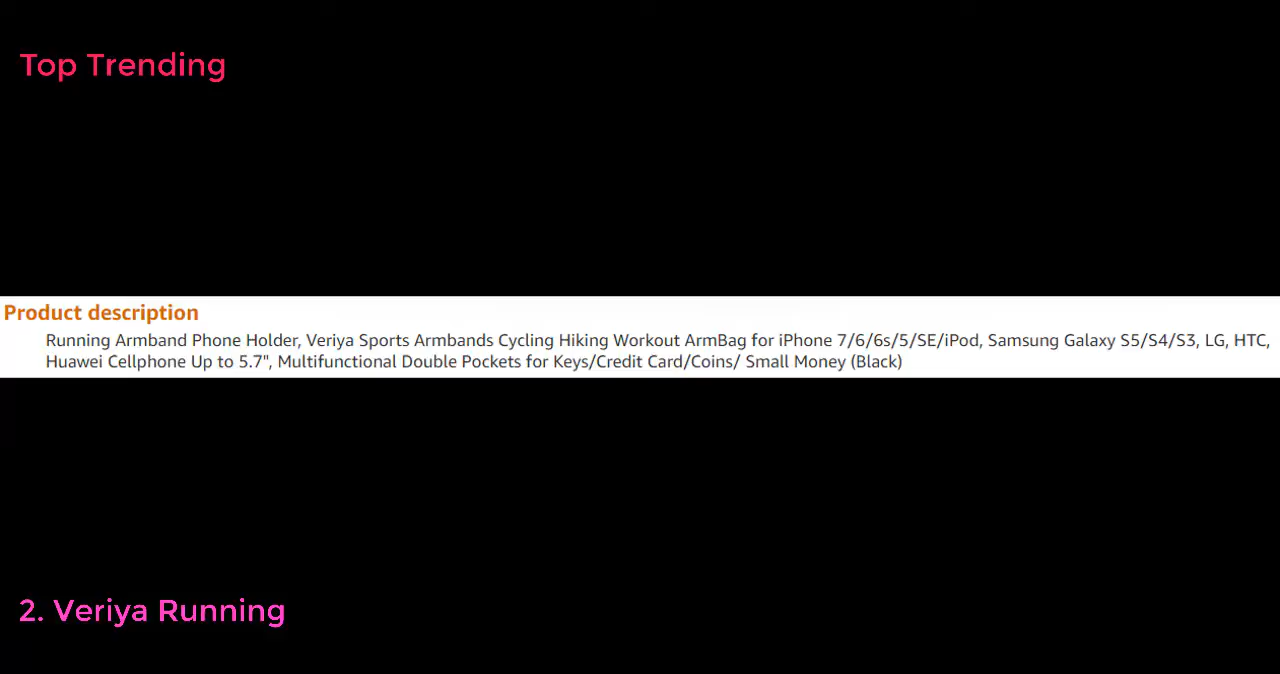 Top Trending
Product description
Running Armband Phone Holder, Veriya Sports Armbands Cycling Hiking Workout ArmBag for iPhone 7/6/6s/5/SE/iPod, Samsung Galaxy S5/S4/S3, LG, HTC,
Huawei Cellphone Up to 5.7", Multifunctional Double Pockets for Keys/Credit Card/Coins/ Small Money (Black)
2. Veriya Running